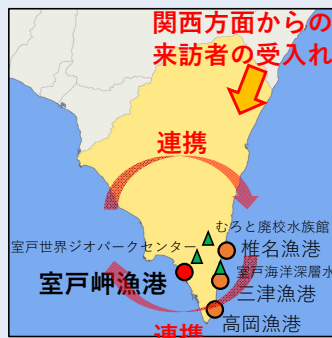 関西方面からの
来訪者の受入れ
連携
むろと廃校水族館
室戸世界ジオパークセンター
椎名漁港
室戸岬漁港
室戸海洋深層水
三津漁港
高岡漁港
連携